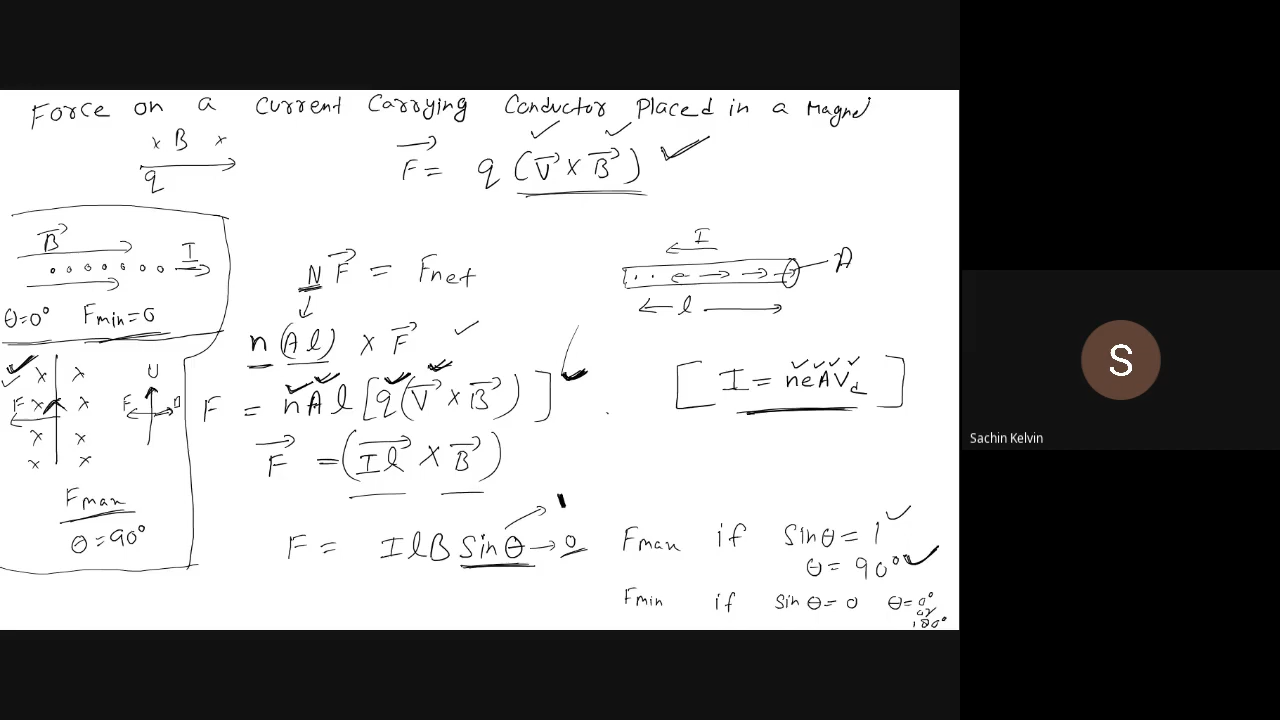 Force on a Current Carrying Conductor Placed in a Magne
x B x
q
F = q (V × B)
B
I
θ=0° Fmin=0
N F = Fnet
I
A
e
l
n (A l) × F
x x
F x x
x x
x x
U
F
F = nAl [q (V × B)]
[ I = neAVd ]
F = (Il × B)
Fmax
θ = 90°
F = IlB Sinθ → 0
Fmax if Sinθ = 1
θ = 90°
Fmin if Sinθ = 0 θ = 0°
or
180°
S
Sachin Kelvin